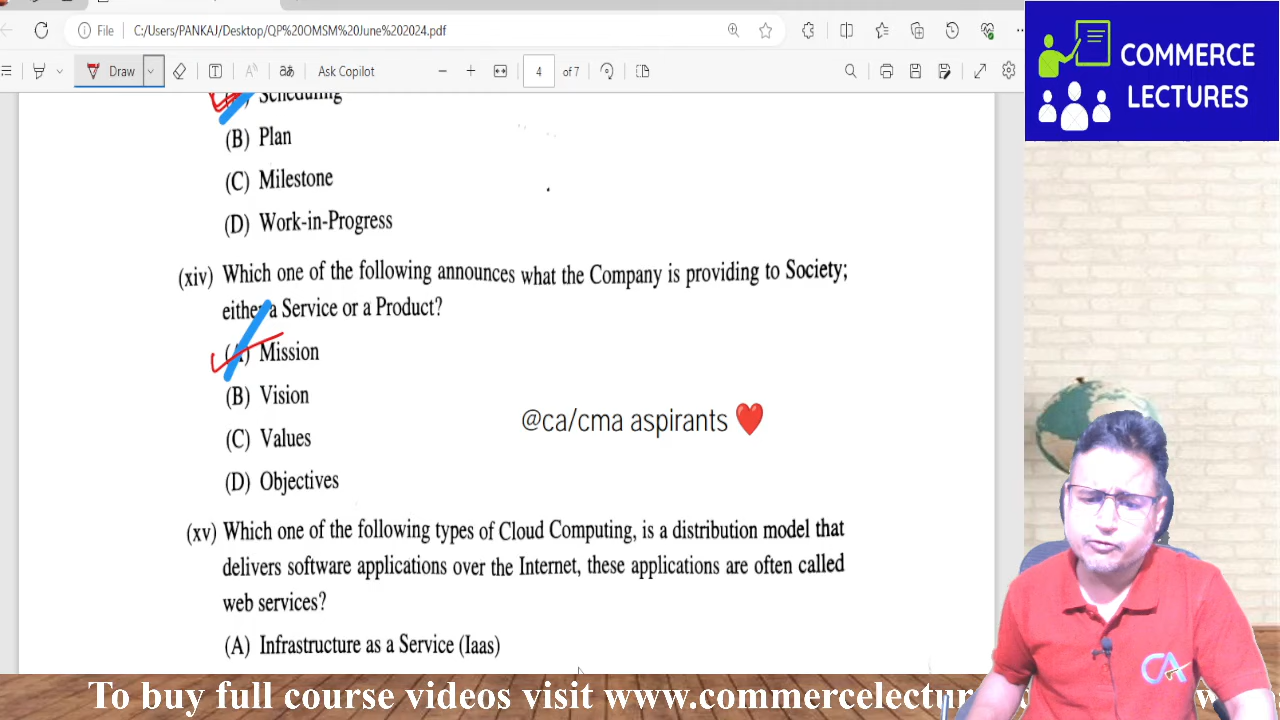 File C:/Users/PANKAJ/Desktop/QP%20OMSM%20June%202024.pdf
Draw
Ask Copilot
4 of 7
COMMERCE
LECTURES
Scheduling
(B) Plan
(C) Milestone
(D) Work-in-Progress
(xiv) Which one of the following announces what the Company is providing to Society;
either a Service or a Product?
(A) Mission
(B) Vision
(C) Values
(D) Objectives
@ca/cma aspirants ❤️
(xv) Which one of the following types of Cloud Computing, is a distribution model that
delivers software applications over the Internet, these applications are often called
web services?
(A) Infrastructure as a Service (Iaas)
CA
To buy full course videos visit www.commercelectur